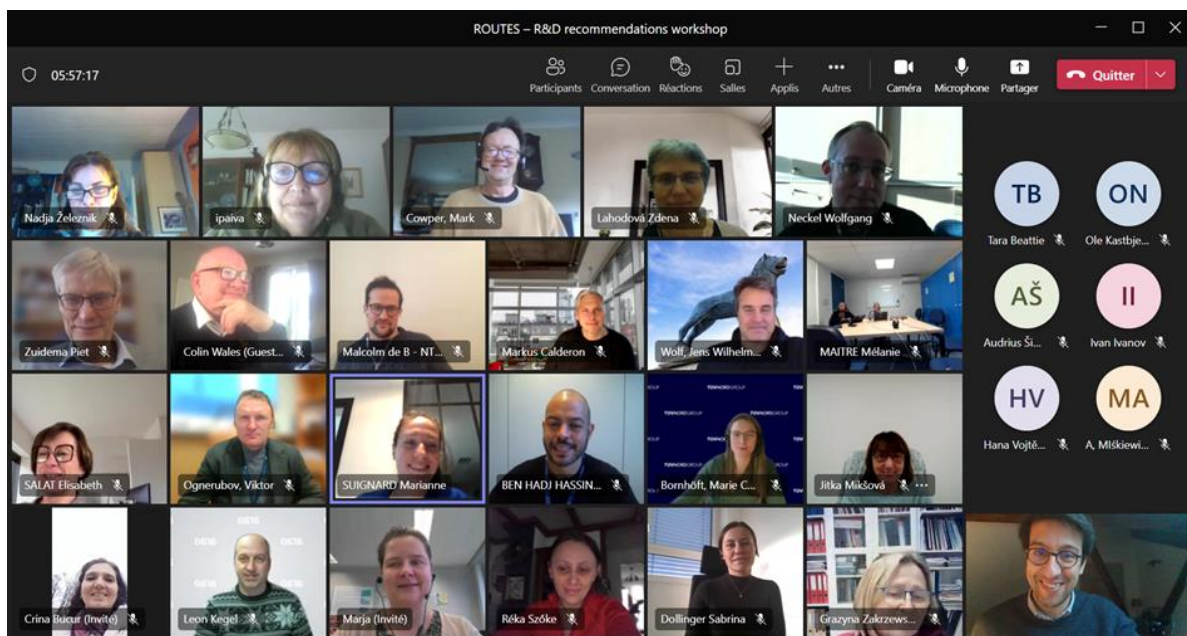 ROUTES – R&D recommendations workshop
05:57:17
Participants Conversation Réactions Salles Applis Autres Caméra Microphone Partager Quitter
Nadja Železnik
ipaiva
Cowper, Mark
Lahodová Zdena
Neckel Wolfgang
TB
Tara Beattie
ON
Ole Kastbje...
Zuidema Piet
Colin Wales (Guest...
Malcolm de B - NT...
Markus Calderon
Wolf, Jens Wilhelm...
MAITRE Mélanie
AŠ
Audrius Ši...
II
Ivan Ivanov
SALAT Elisabeth
Ognerubov, Viktor
SUIGNARD Marianne
BEN HADJ HASSIN...
Bornhöft, Marie C...
Jitka Mikšová
HV
Hana Vojtě...
MA
A, MIškiewi...
TÜVNORDGROUP
Crina Bucur (Invité)
Leon Kegel
Marja (Invité)
Réka Szőke
Dollinger Sabrina
Grazyna Zakrzews...